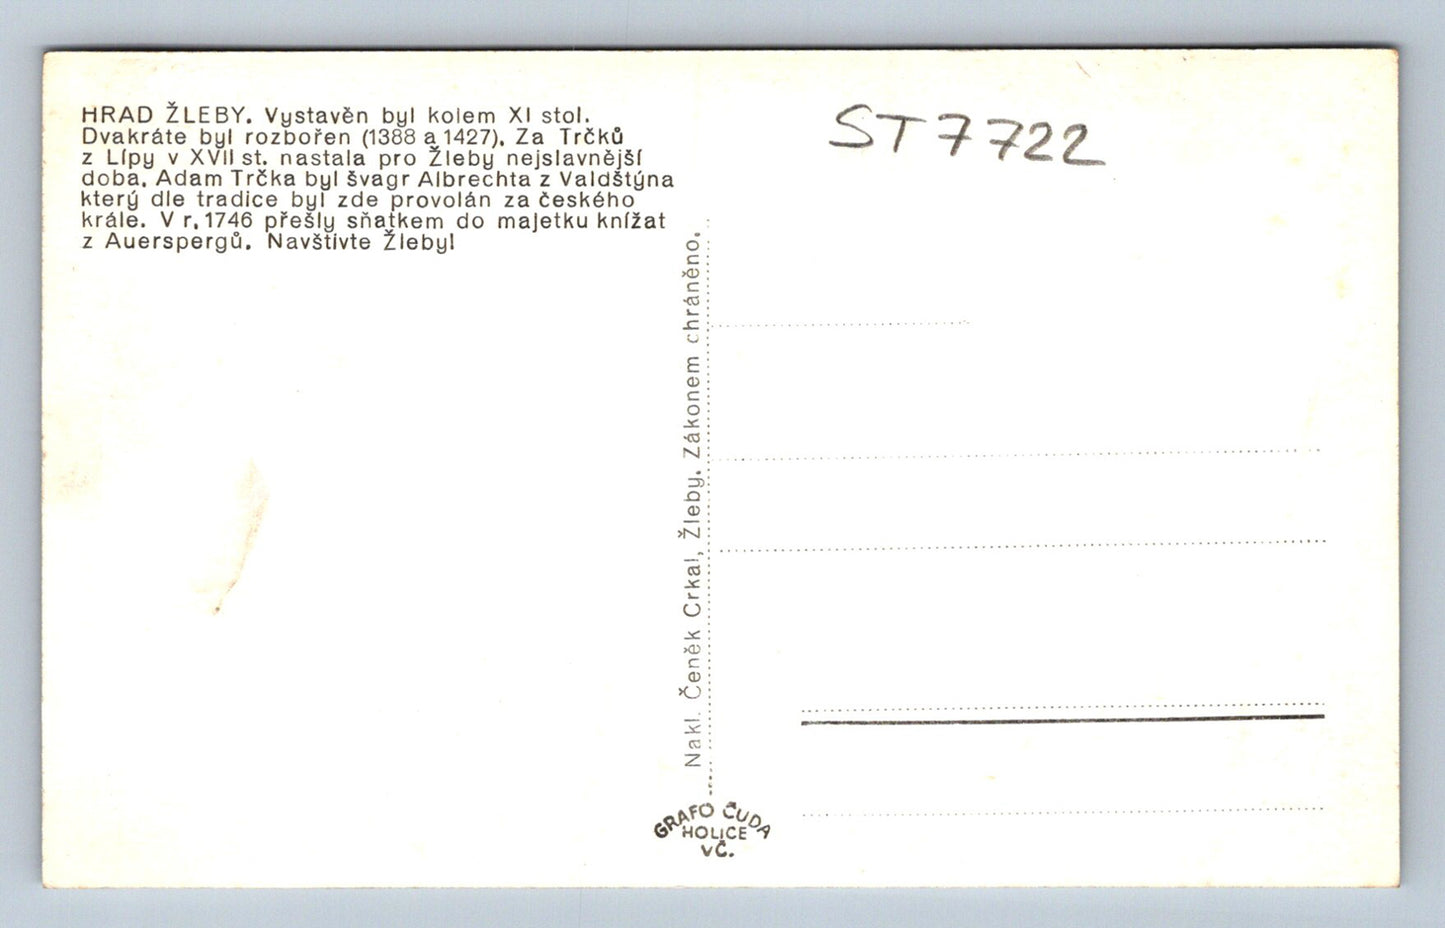 HRAD ŽLEBY. Vystavěn byl kolem XI stol.
Dvakráte byl rozbořen (1388 a 1427). Za Trčků
z Lípy v XVII st. nastala pro Žleby nejslavnější
doba. Adam Trčka byl švagr Albrechta z Valdštýna
který dle tradice byl zde provolán za českého
krále. V r. 1746 přešly sňatkem do majetku knížat
z Auerspergů. Navštivte Žleby!
ST7722
Nakl. Čeněk Crkal, Žleby. Zákonem chráněno.
GRAFO ČUDA
HOLICE
VČ.